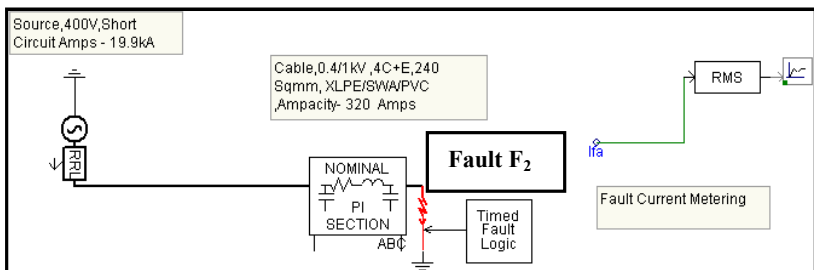 Source,400V,Short
Circuit Amps - 19.9kA
Cable,0.4/1kV ,4C+E,240
Sqmm, XLPE/SWA/PVC
,Ampacity- 320 Amps
RMS
S
RRL
NOMINAL
PI
SECTION
ABC
Fault F₂
Ifa
Timed
Fault
Logic
Fault Current Metering